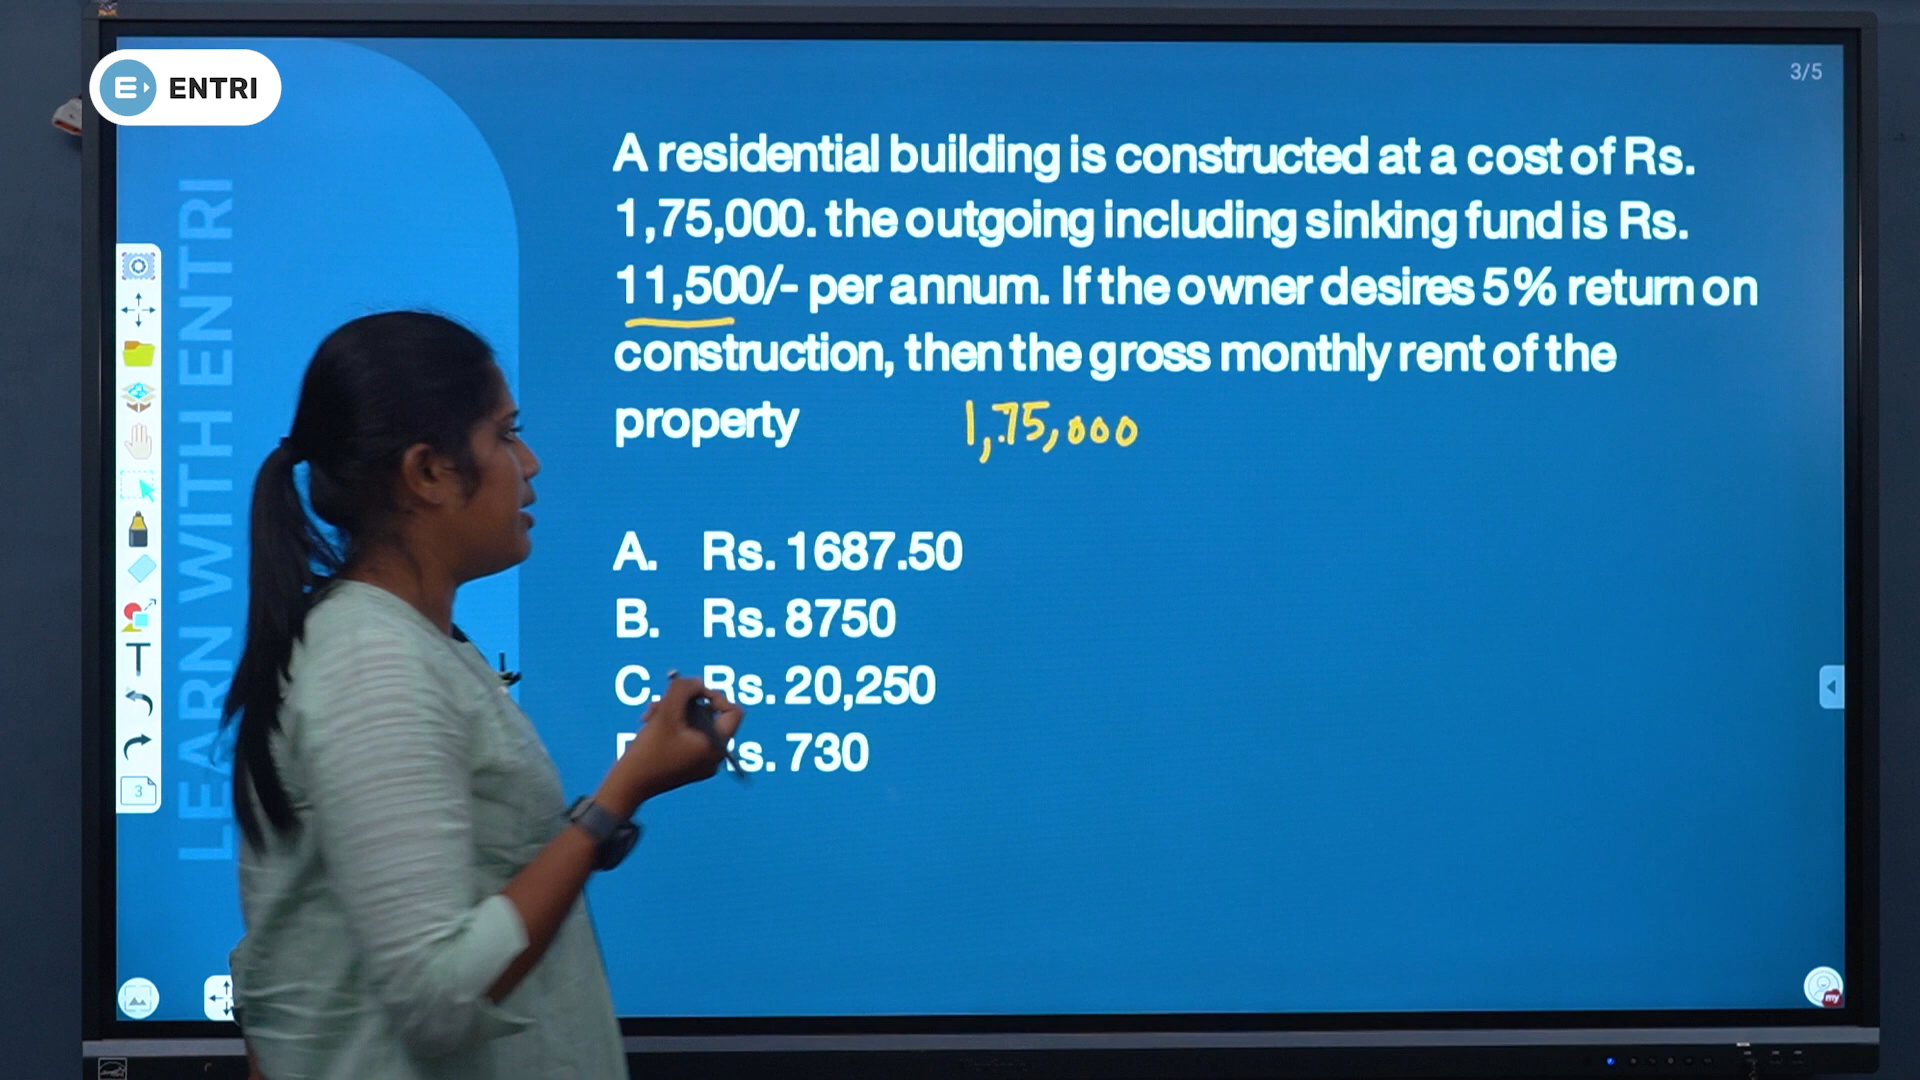 ENTRI
3/5
LEARN WITH ENTRI
A residential building is constructed at a cost of Rs.
1,75,000. the outgoing including sinking fund is Rs.
11,500/- per annum. If the owner desires 5% return on
construction, then the gross monthly rent of the
property
1,75,000
A. Rs. 1687.50
B. Rs. 8750
C. Rs. 20,250
Rs. 730
T
3
my